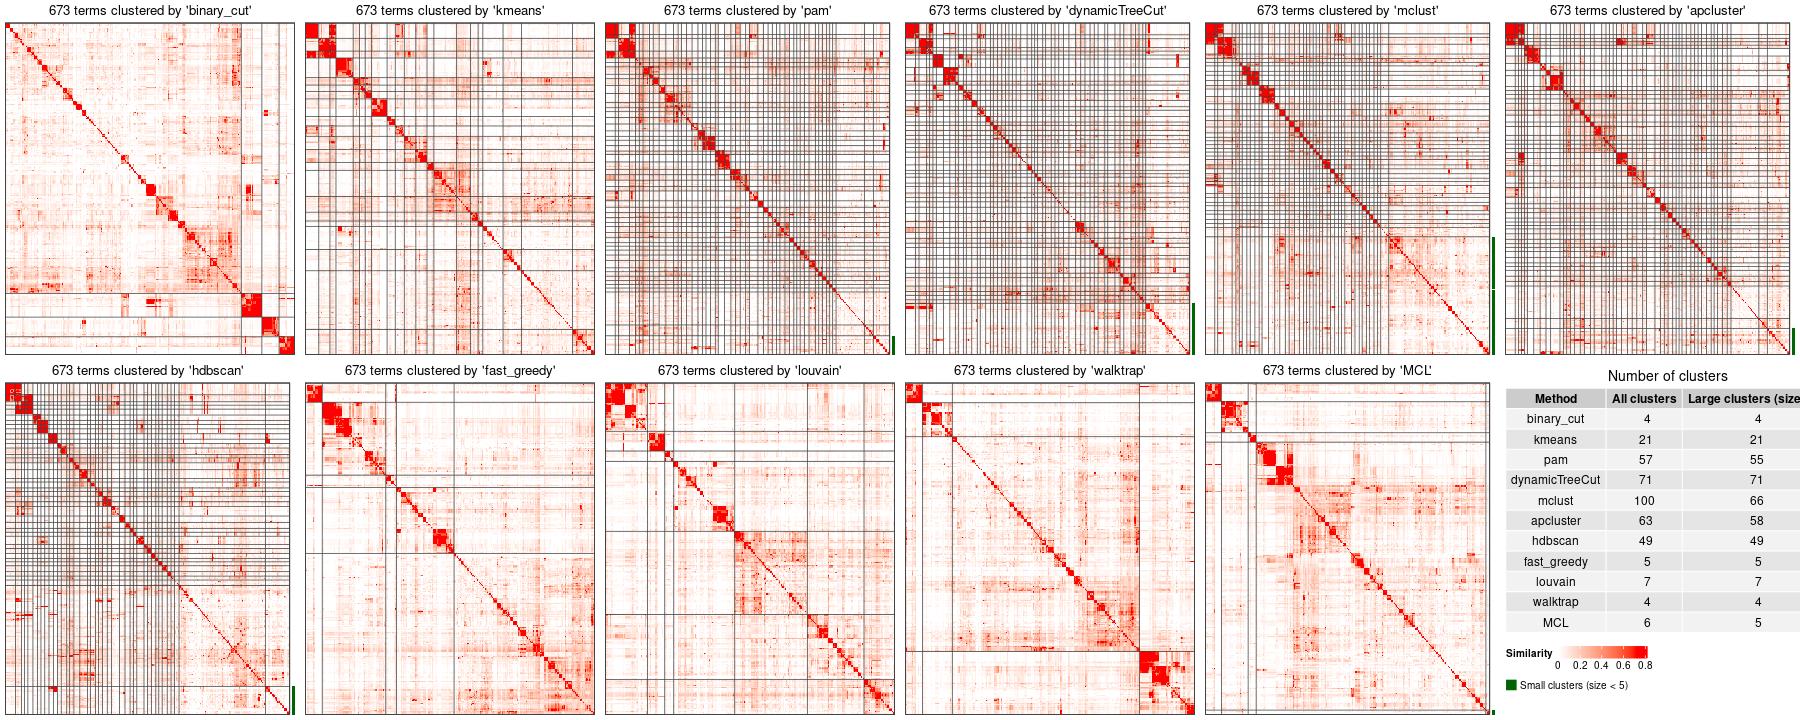 673 terms clustered by 'binary_cut'
673 terms clustered by 'kmeans'
673 terms clustered by 'pam'
673 terms clustered by 'dynamicTreeCut'
673 terms clustered by 'mclust'
673 terms clustered by 'apcluster'
673 terms clustered by 'hdbscan'
673 terms clustered by 'fast_greedy'
673 terms clustered by 'louvain'
673 terms clustered by 'walktrap'
673 terms clustered by 'MCL'
Number of clusters
Method All clusters Large clusters (size
binary_cut 4 4
kmeans 21 21
pam 57 55
dynamicTreeCut 71 71
mclust 100 66
apcluster 63 58
hdbscan 49 49
fast_greedy 5 5
louvain 7 7
walktrap 4 4
MCL 6 5
Similarity
0 0.2 0.4 0.6 0.8
Small clusters (size < 5)